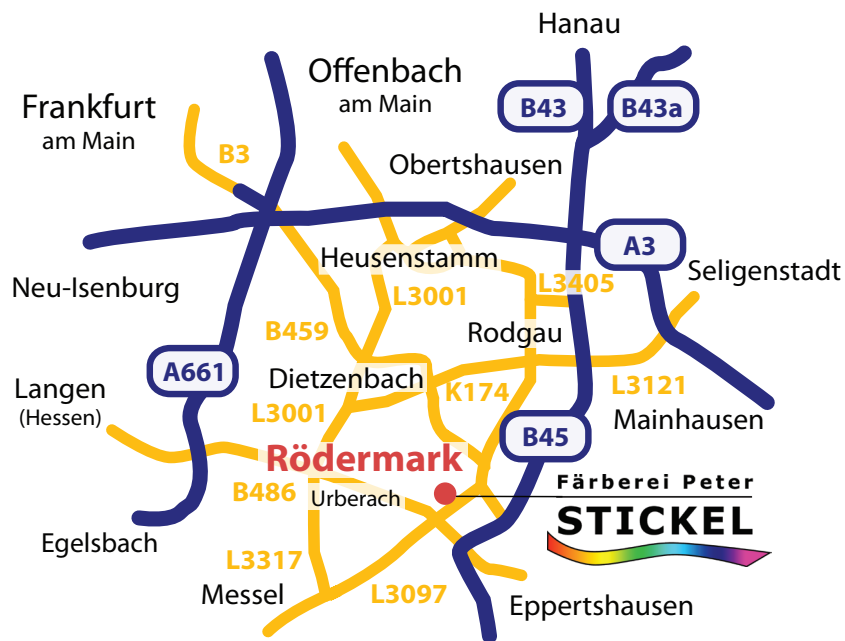 Hanau
Offenbach
am Main
Frankfurt
am Main
B43
B43a
B3
Obertshausen
A3
Heusenstamm
Seligenstadt
Neu-Isenburg
L3001
L3405
B459
Rodgau
A661
Dietzenbach
K174
L3121
Langen
(Hessen)
L3001
Mainhausen
B45
Rödermark
B486
Urberach
Färberei Peter
STICKEL
Egelsbach
L3317
Messel
L3097
Eppertshausen